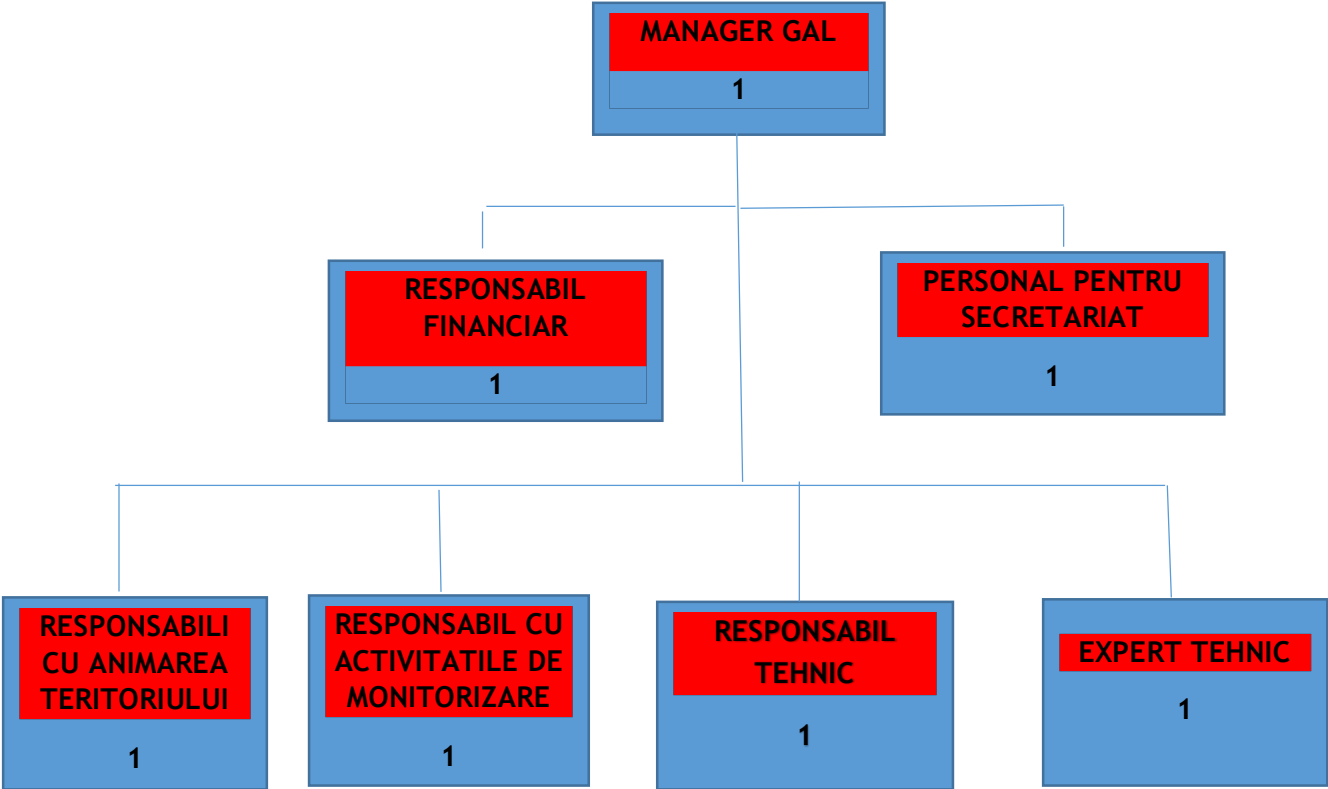 MANAGER GAL
1
RESPONSABIL
FINANCIAR
1
PERSONAL PENTRU
SECRETARIAT
1
RESPONSABILI
CU ANIMAREA
TERITORIULUI
1
RESPONSABIL CU
ACTIVITATILE DE
MONITORIZARE
1
RESPONSABIL
TEHNIC
1
EXPERT TEHNIC
1